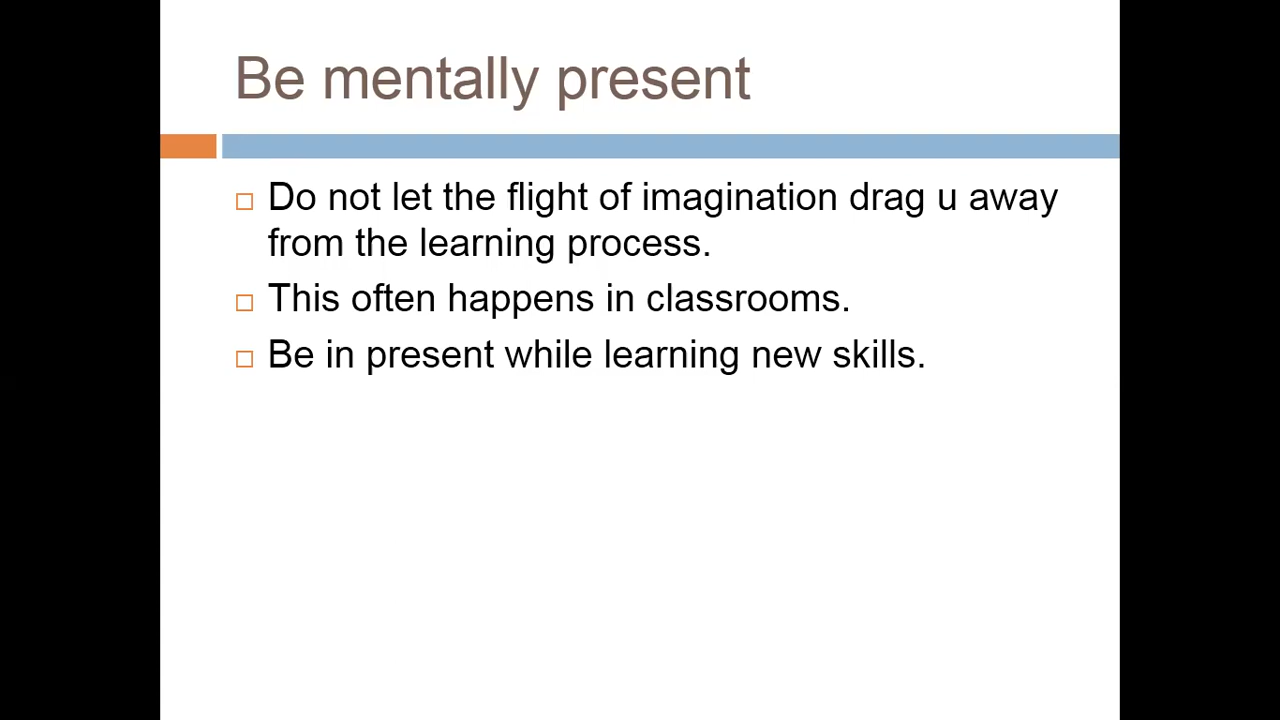 Be mentally present
Do not let the flight of imagination drag u away
from the learning process.
This often happens in classrooms.
Be in present while learning new skills.